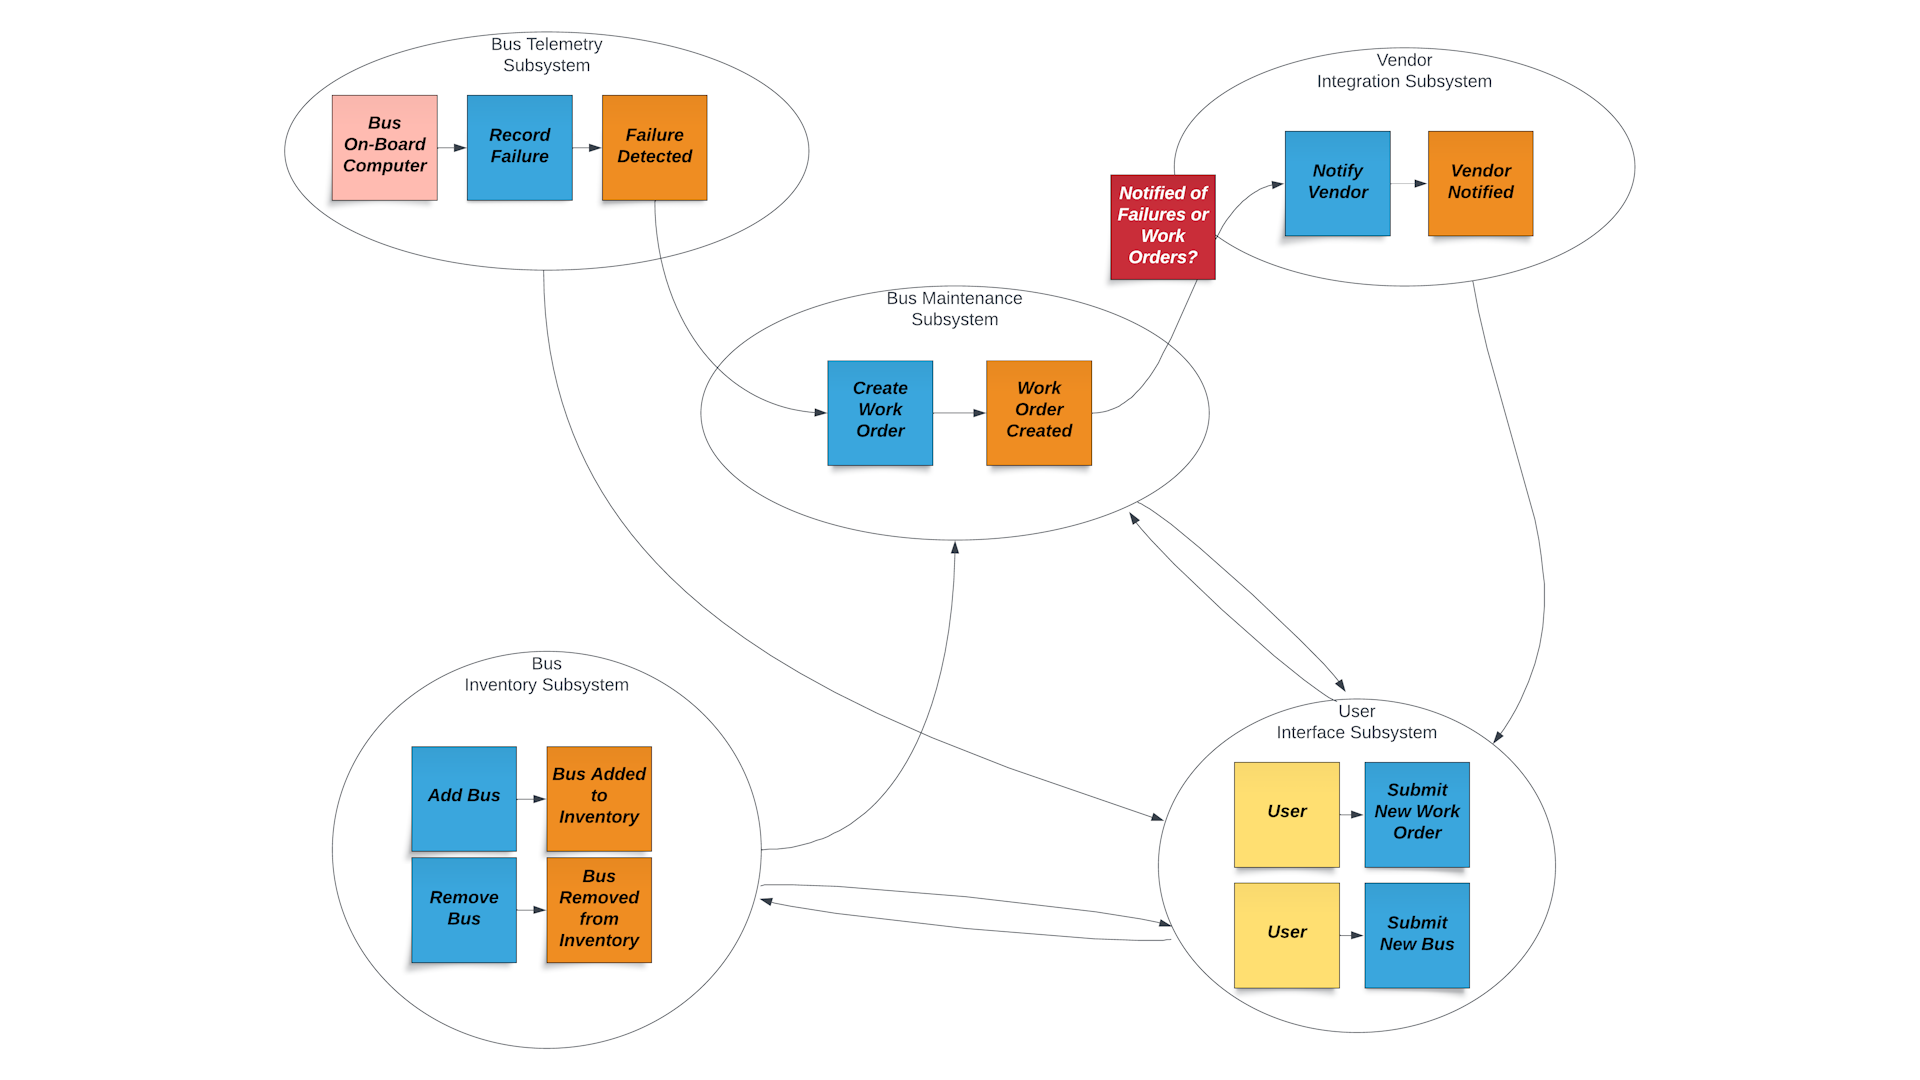 Bus Telemetry
Subsystem
Bus
On-Board
Computer
Record
Failure
Failure
Detected
Vendor
Integration Subsystem
Notify
Vendor
Vendor
Notified
Notified of
Failures or
Work
Orders?
Bus Maintenance
Subsystem
Create
Work
Order
Work
Order
Created
Bus
Inventory Subsystem
Add Bus
Bus Added
to
Inventory
Remove
Bus
Bus
Removed
from
Inventory
User
Interface Subsystem
User
Submit
New Work
Order
User
Submit
New Bus